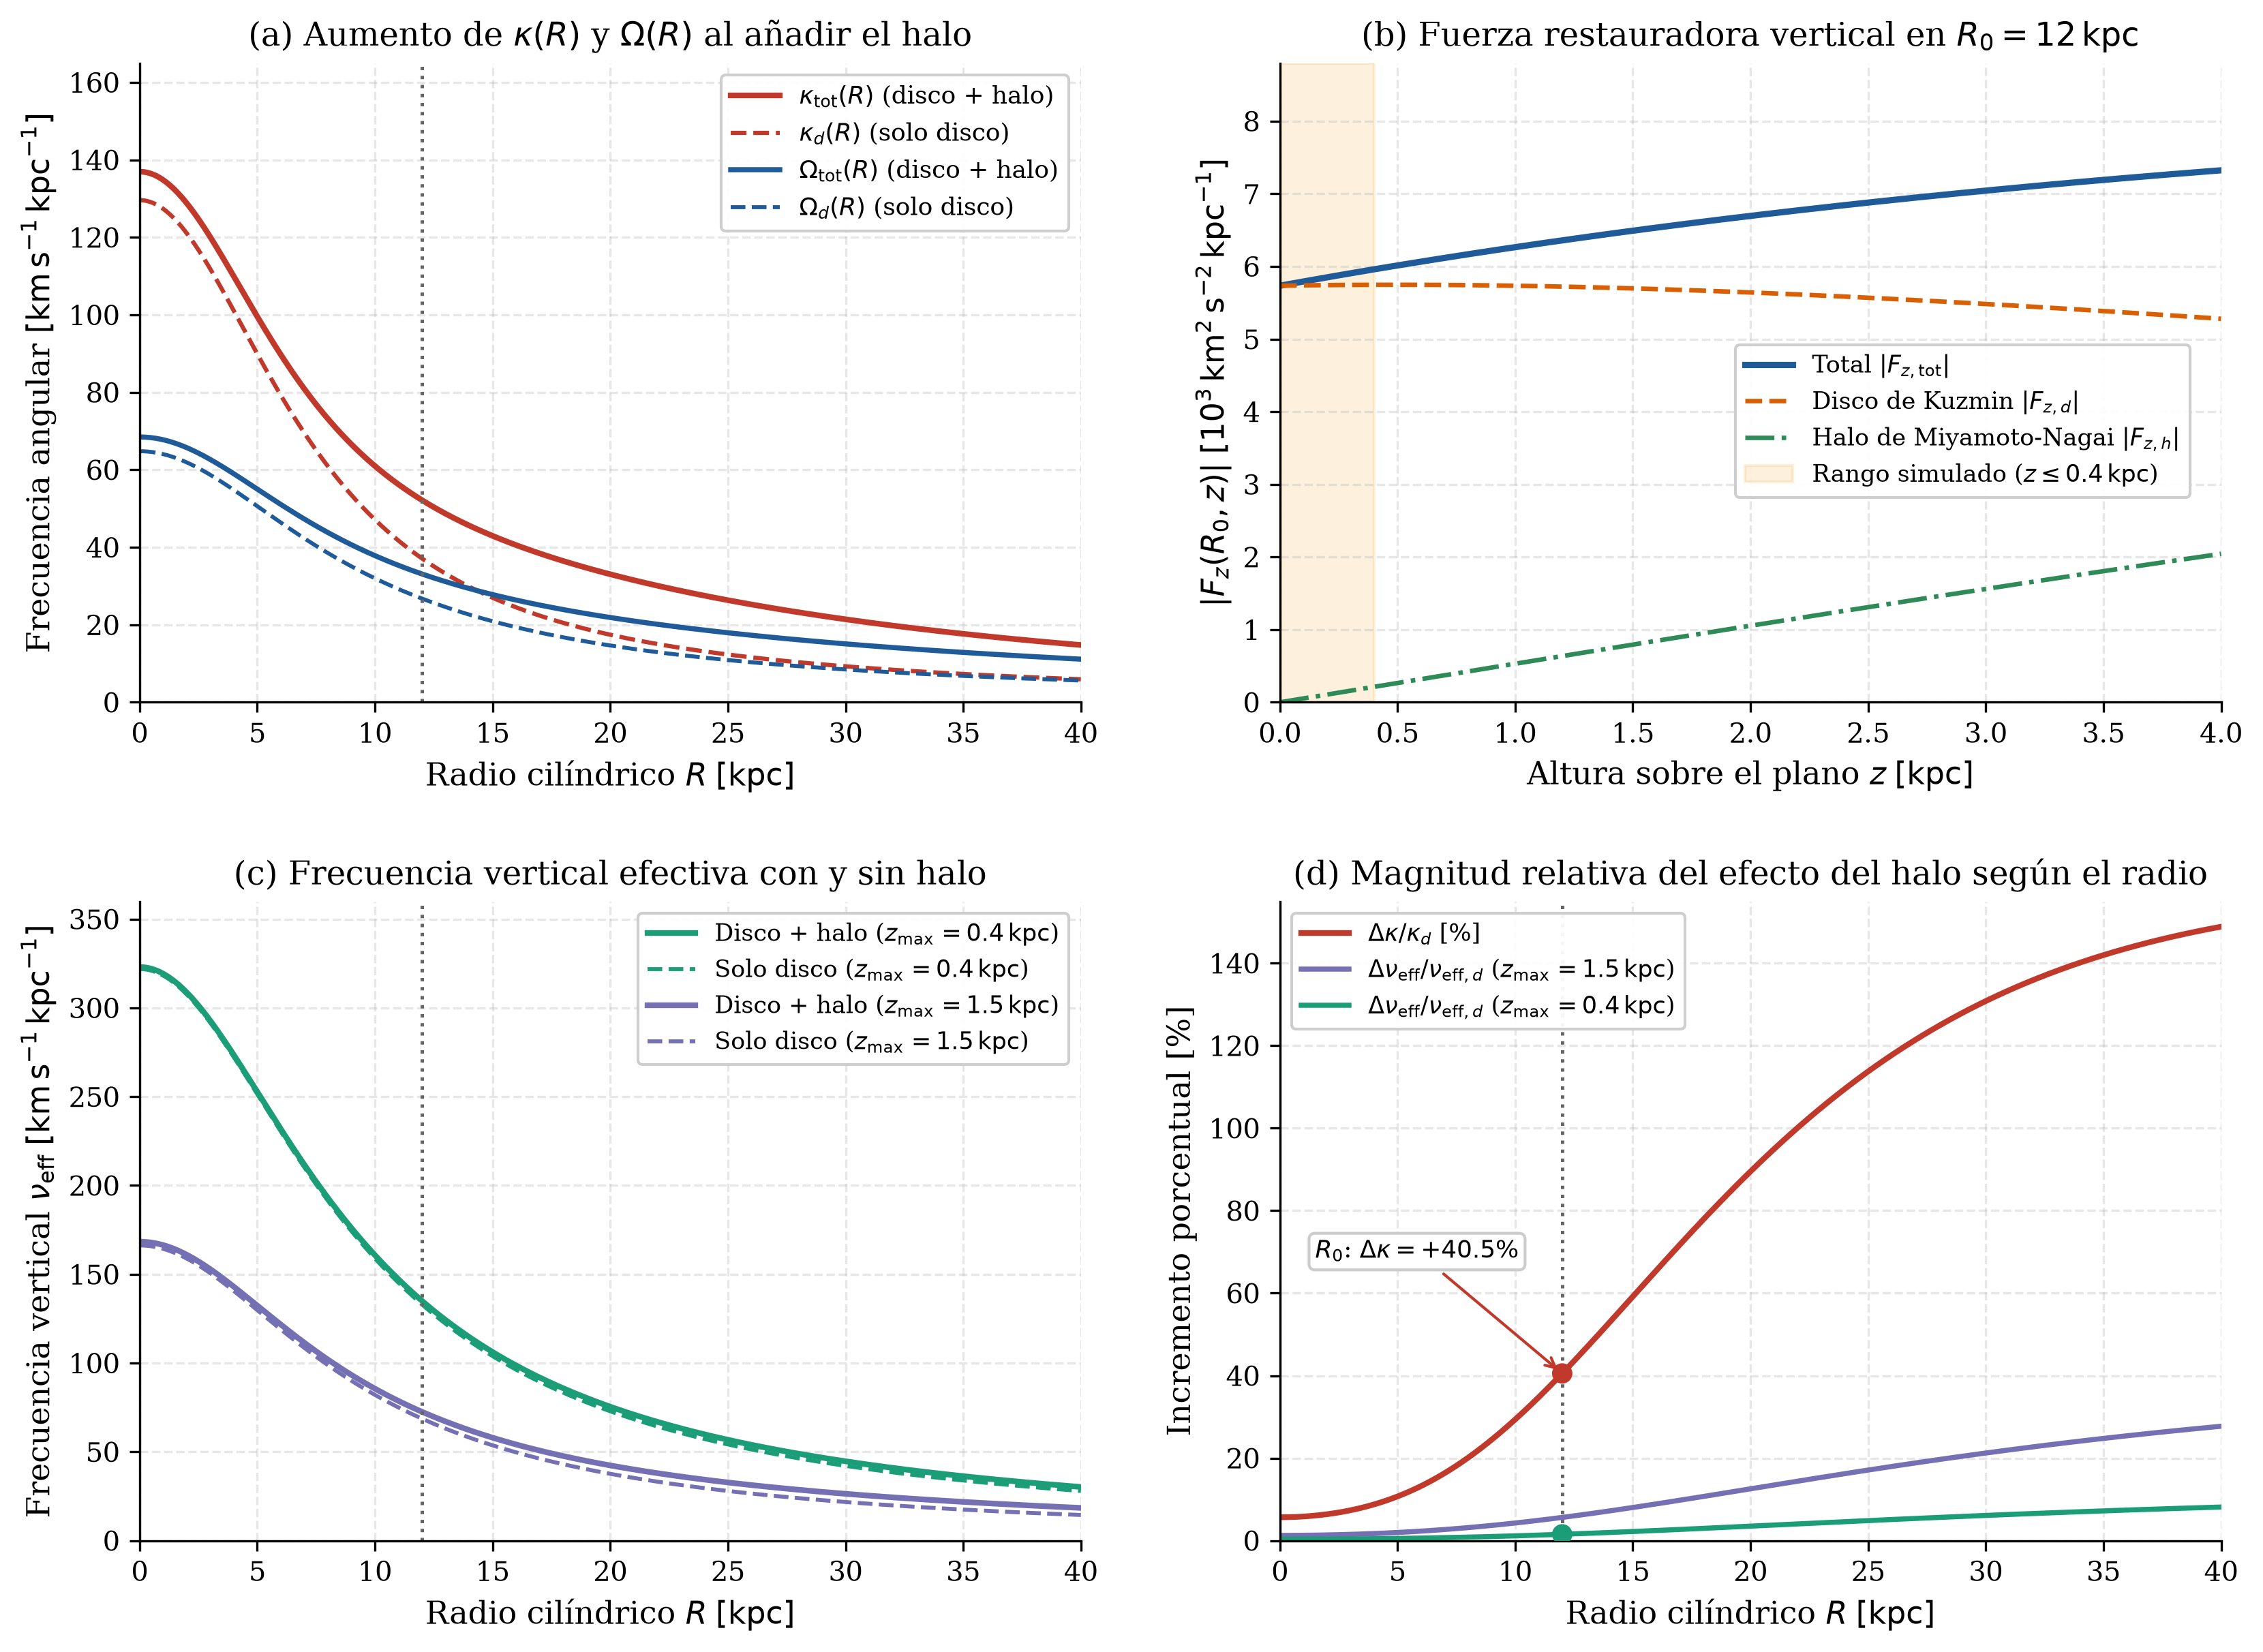 (a) Aumento de κ(R) y Ω(R) al añadir el halo
Frecuencia angular [km s⁻¹ kpc⁻¹]
160
140
120
100
80
60
40
20
0
κ_tot(R) (disco + halo)
κ_d(R) (solo disco)
Ω_tot(R) (disco + halo)
Ω_d(R) (solo disco)
0 5 10 15 20 25 30 35 40
Radio cilíndrico R [kpc]
(b) Fuerza restauradora vertical en R₀ = 12 kpc
|F_z(R₀, z)| [10³ km² s⁻² kpc⁻¹]
8
7
6
5
4
3
2
1
0
Total |F_z,tot|
Disco de Kuzmin |F_z,d|
Halo de Miyamoto-Nagai |F_z,h|
Rango simulado (z ≤ 0.4 kpc)
0.0 0.5 1.0 1.5 2.0 2.5 3.0 3.5 4.0
Altura sobre el plano z [kpc]
(c) Frecuencia vertical efectiva con y sin halo
Frecuencia vertical ν_eff [km s⁻¹ kpc⁻¹]
350
300
250
200
150
100
50
0
Disco + halo (z_max = 0.4 kpc)
Solo disco (z_max = 0.4 kpc)
Disco + halo (z_max = 1.5 kpc)
Solo disco (z_max = 1.5 kpc)
0 5 10 15 20 25 30 35 40
Radio cilíndrico R [kpc]
(d) Magnitud relativa del efecto del halo según el radio
Incremento porcentual [%]
140
120
100
80
60
40
20
0
Δκ/κ_d [%]
Δν_eff/ν_eff,d (z_max = 1.5 kpc)
Δν_eff/ν_eff,d (z_max = 0.4 kpc)
R₀: Δκ = +40.5%
0 5 10 15 20 25 30 35 40
Radio cilíndrico R [kpc]